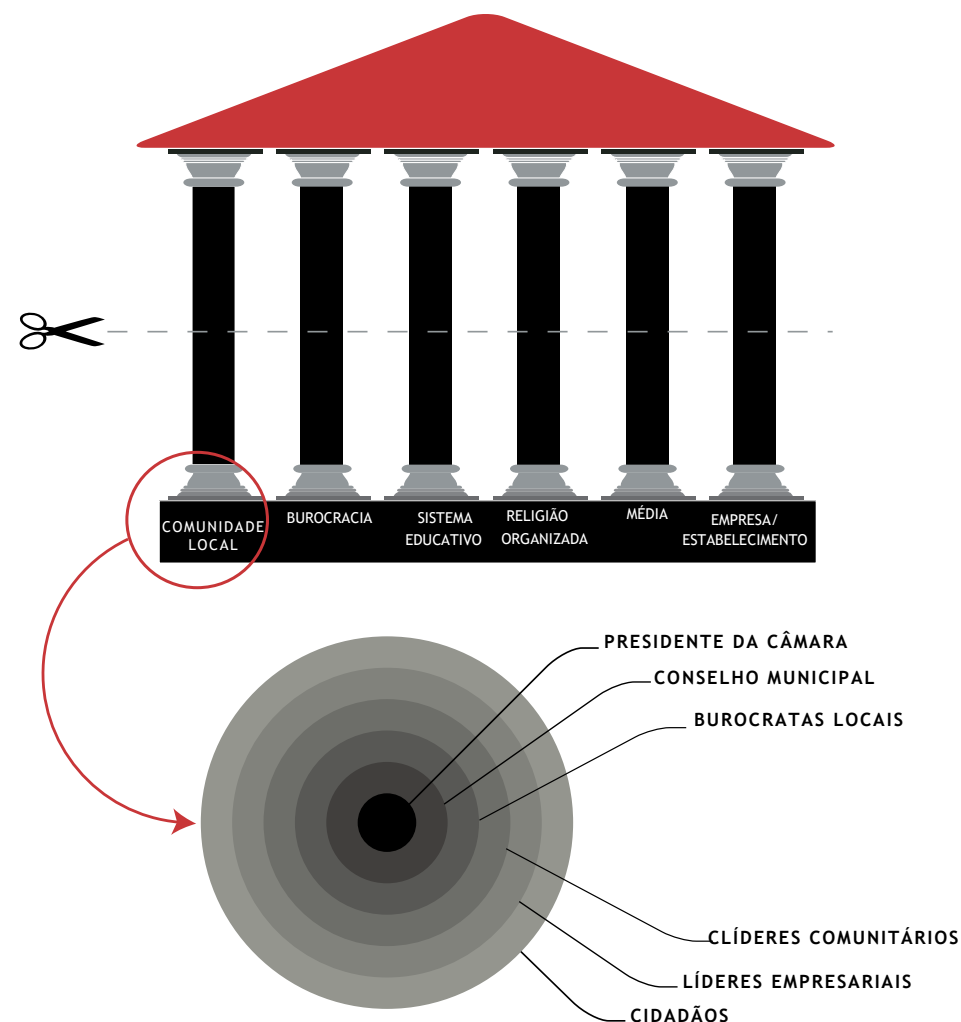 COMUNIDADE
LOCAL
BUROCRACIA
SISTEMA
EDUCATIVO
RELIGIÃO
ORGANIZADA
MÉDIA
EMPRESA/
ESTABELECIMENTO
PRESIDENTE DA CÂMARA
CONSELHO MUNICIPAL
BUROCRATAS LOCAIS
CLÍDERES COMUNITÁRIOS
LÍDERES EMPRESARIAIS
CIDADÃOS